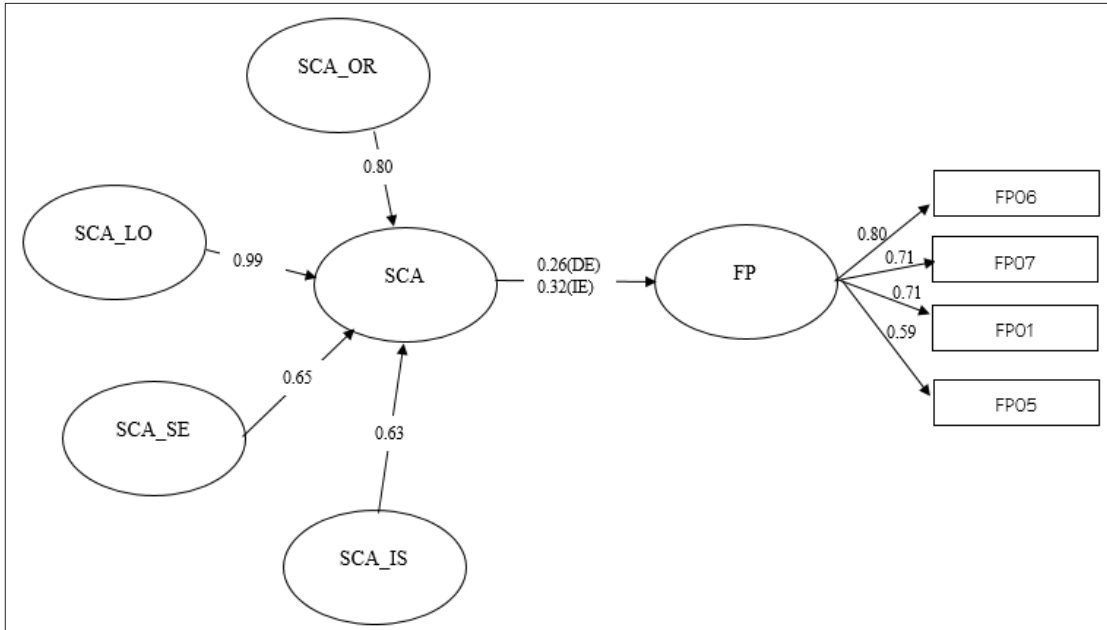 SCA_OR
0.80
SCA_LO
0.99
SCA
0.26(DE)
0.32(IE)
FP
0.80
FP06
0.71
FP07
0.71
FP01
0.59
FP05
0.65
SCA_SE
0.63
SCA_IS